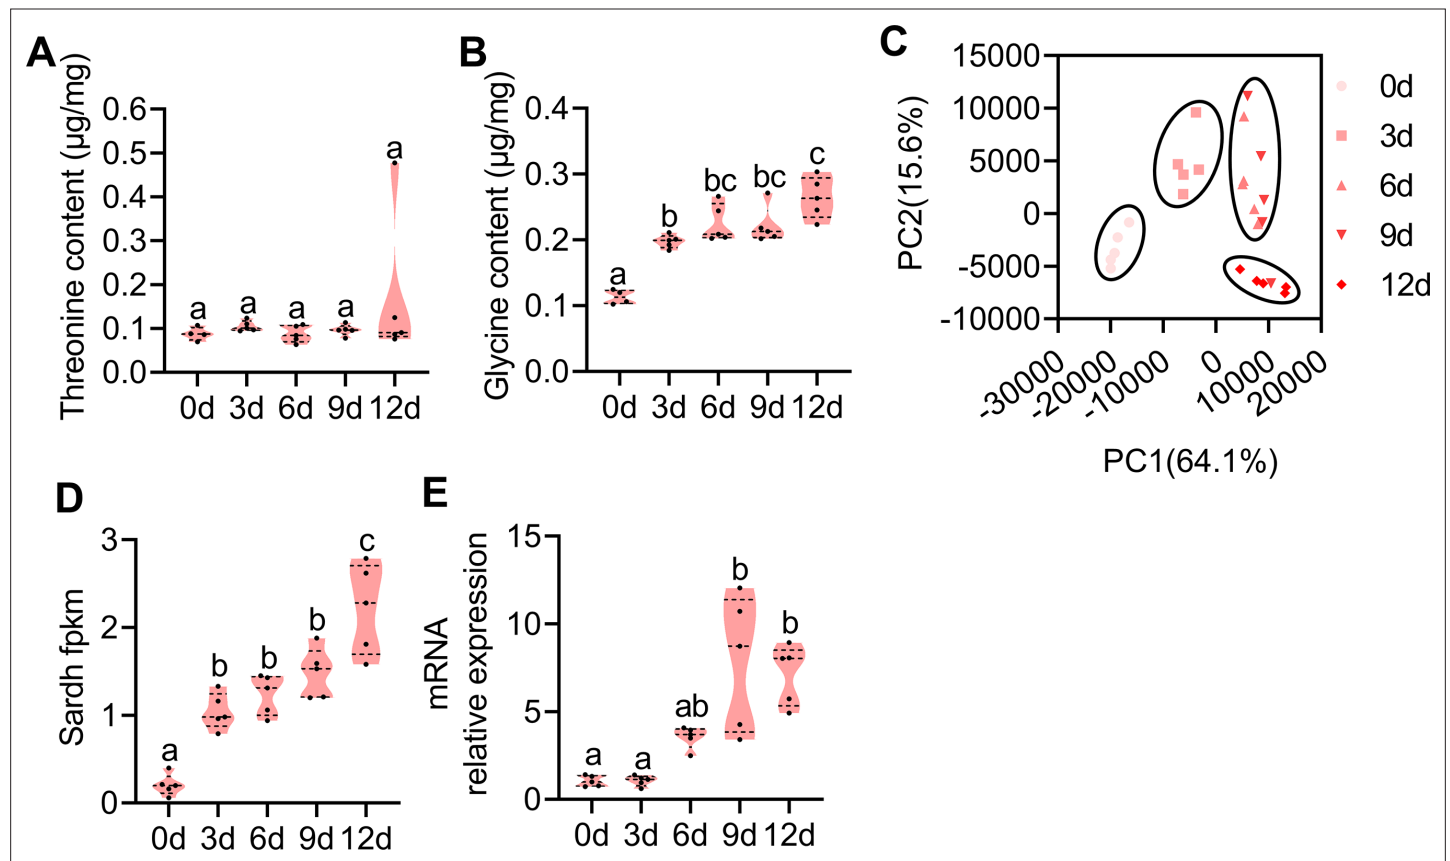 A
Threonine content (μg/mg)
0.6
0.5
0.4
0.3
0.2
0.1
0.0
a a a a a
0d 3d 6d 9d 12d
B
Glycine content (μg/mg)
0.4
0.3
0.2
0.1
0.0
a b bc bc c
0d 3d 6d 9d 12d
C
PC2(15.6%)
15000
10000
5000
0
-5000
-10000
-30000 -20000 -10000 0 10000 20000
PC1(64.1%)
0d
3d
6d
9d
12d
D
Sardh fpkm
3
2
1
0
a b b b c
0d 3d 6d 9d 12d
E
mRNA
relative expression
15
10
5
0
a a ab b b
0d 3d 6d 9d 12d